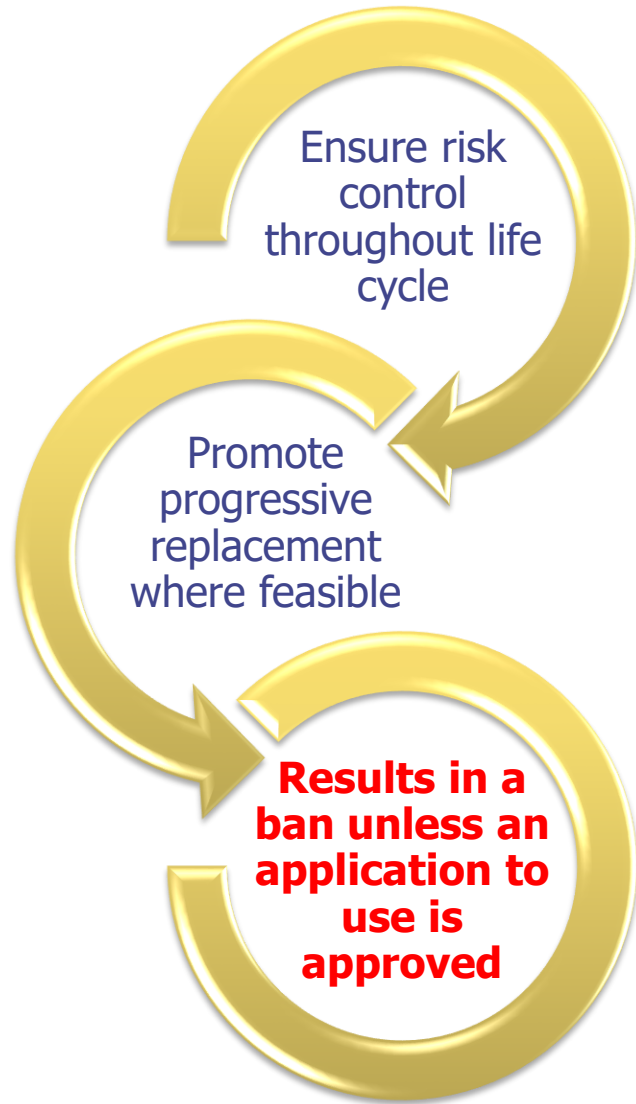 Ensure risk
control
throughout life
cycle
Promote
progressive
replacement
where feasible
Results in a
ban unless an
application to
use is
approved